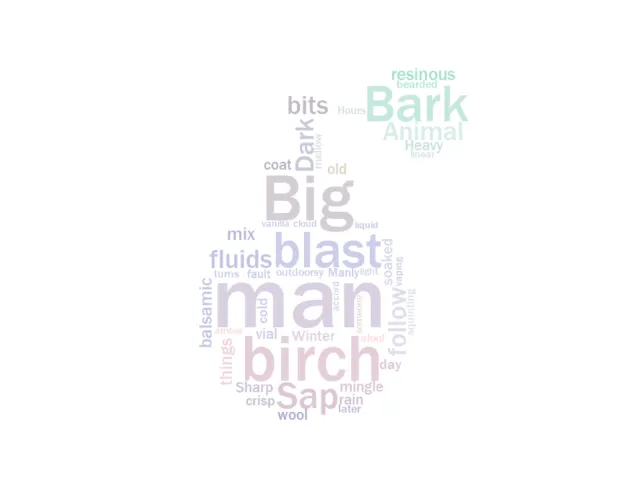 resinous
bearded
Bark
bits
Hours
Animal
Dark
mellow
Heavy
linear
coat
old
Big
vanilla
cloud
liquid
mix
blast
fluids
soaked
vaping
turns
fault
outdoorsy
Manly
light
man
balsamic
cold
accord
awesome
squinting
follow
amber
vial
Winter
aloof
things
birch
day
Sharp
Sap
mingle
crisp
rain
later
wool